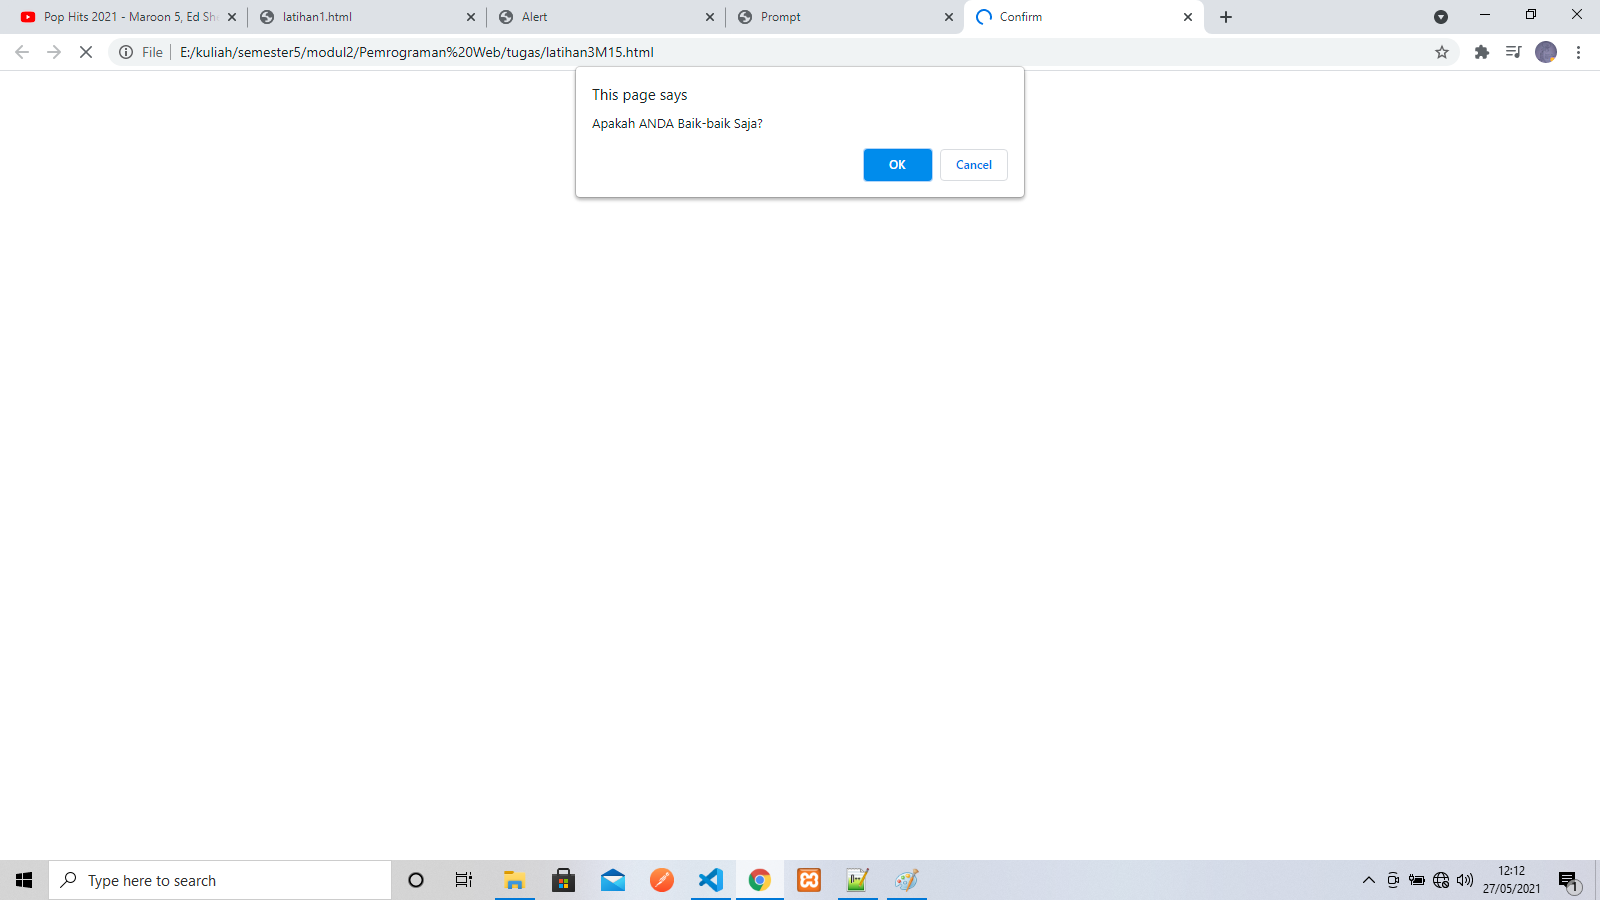 Pop Hits 2021 - Maroon 5, Ed
latihan1.html
Alert
Prompt
Confirm
File
E:/kuliah/semester5/modul2/Pemrograman%20Web/tugas/latihan3M15.html
This page says
Apakah ANDA Baik-baik Saja?
OK
Cancel
Type here to search
12:12
27/05/2021
1